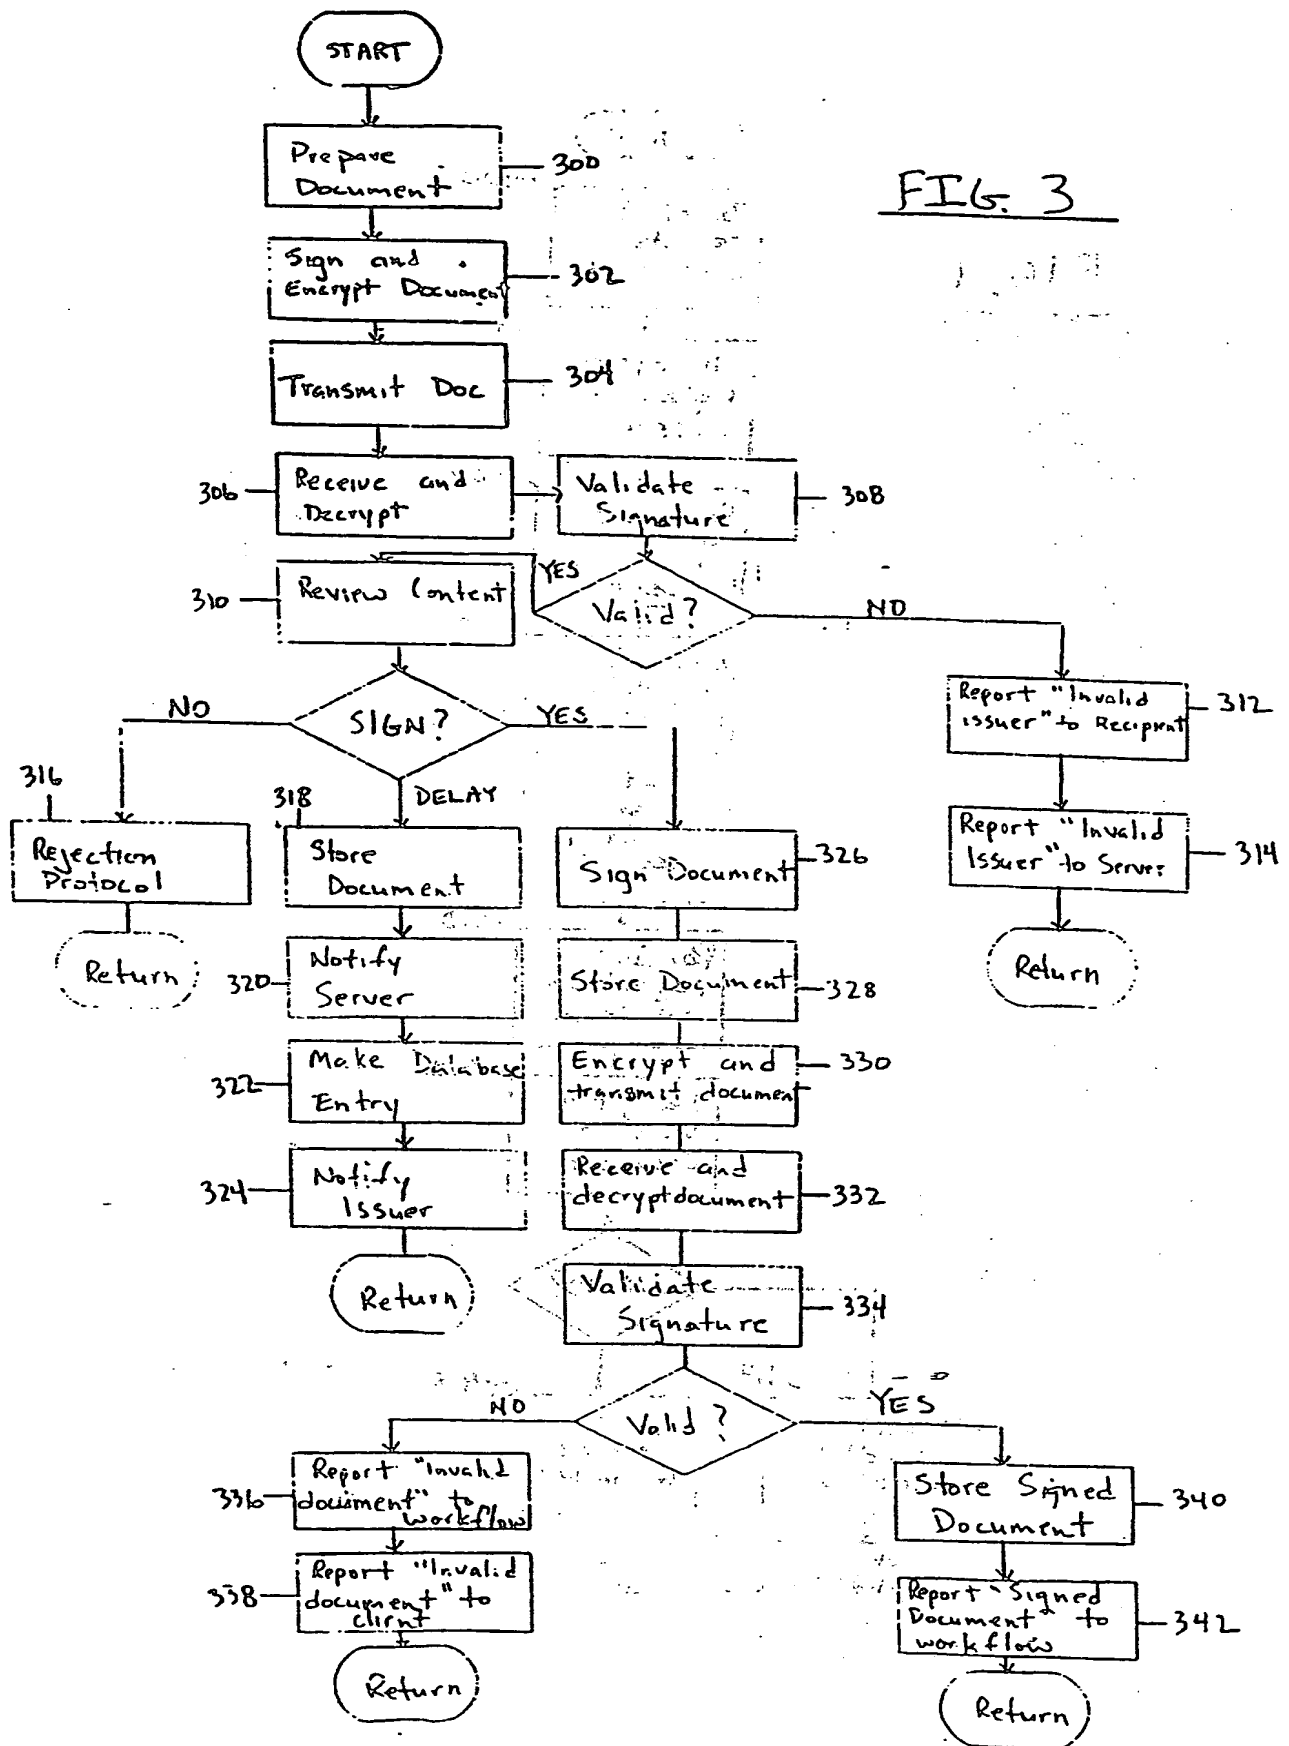 START
Prepare
Document
300
FIG. 3
Sign and
Encrypt Document
302
Transmit Doc
304
306
Receive and
Decrypt
Validate
Signature
308
310
Review Content
YES
Valid?
NO
Report "Invalid
issuer" to Recipient
312
NO
SIGN?
YES
DELAY
316
Rejection
Protocol
Return
318
Store
Document
Sign Document
326
Report "Invalid
Issuer" to Server
314
Return
320
Notify
Server
Store Document
328
322
Make Database
Entry
Encrypt and
transmit document
330
324
Notify
Issuer
Receive and
decrypt document
332
Return
Validate
Signature
334
NO
Valid?
YES
336
Report "Invalid
document" to
workflow
Store Signed
Document
340
338
Report "Invalid
document" to
client
Report "Signed
Document" to
workflow
342
Return
Return